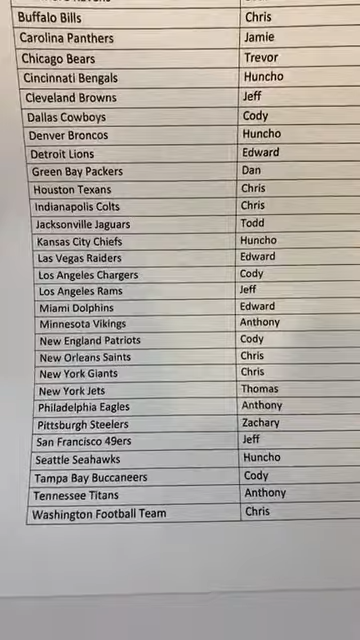 Buffalo Bills Chris
Carolina Panthers Jamie
Chicago Bears Trevor
Cincinnati Bengals Huncho
Cleveland Browns Jeff
Dallas Cowboys Cody
Denver Broncos Huncho
Detroit Lions Edward
Green Bay Packers Dan
Houston Texans Chris
Indianapolis Colts Chris
Jacksonville Jaguars Todd
Kansas City Chiefs Huncho
Las Vegas Raiders Edward
Los Angeles Chargers Cody
Los Angeles Rams Jeff
Miami Dolphins Edward
Minnesota Vikings Anthony
New England Patriots Cody
New Orleans Saints Chris
New York Giants Chris
New York Jets Thomas
Philadelphia Eagles Anthony
Pittsburgh Steelers Zachary
San Francisco 49ers Jeff
Seattle Seahawks Huncho
Tampa Bay Buccaneers Cody
Tennessee Titans Anthony
Washington Football Team Chris